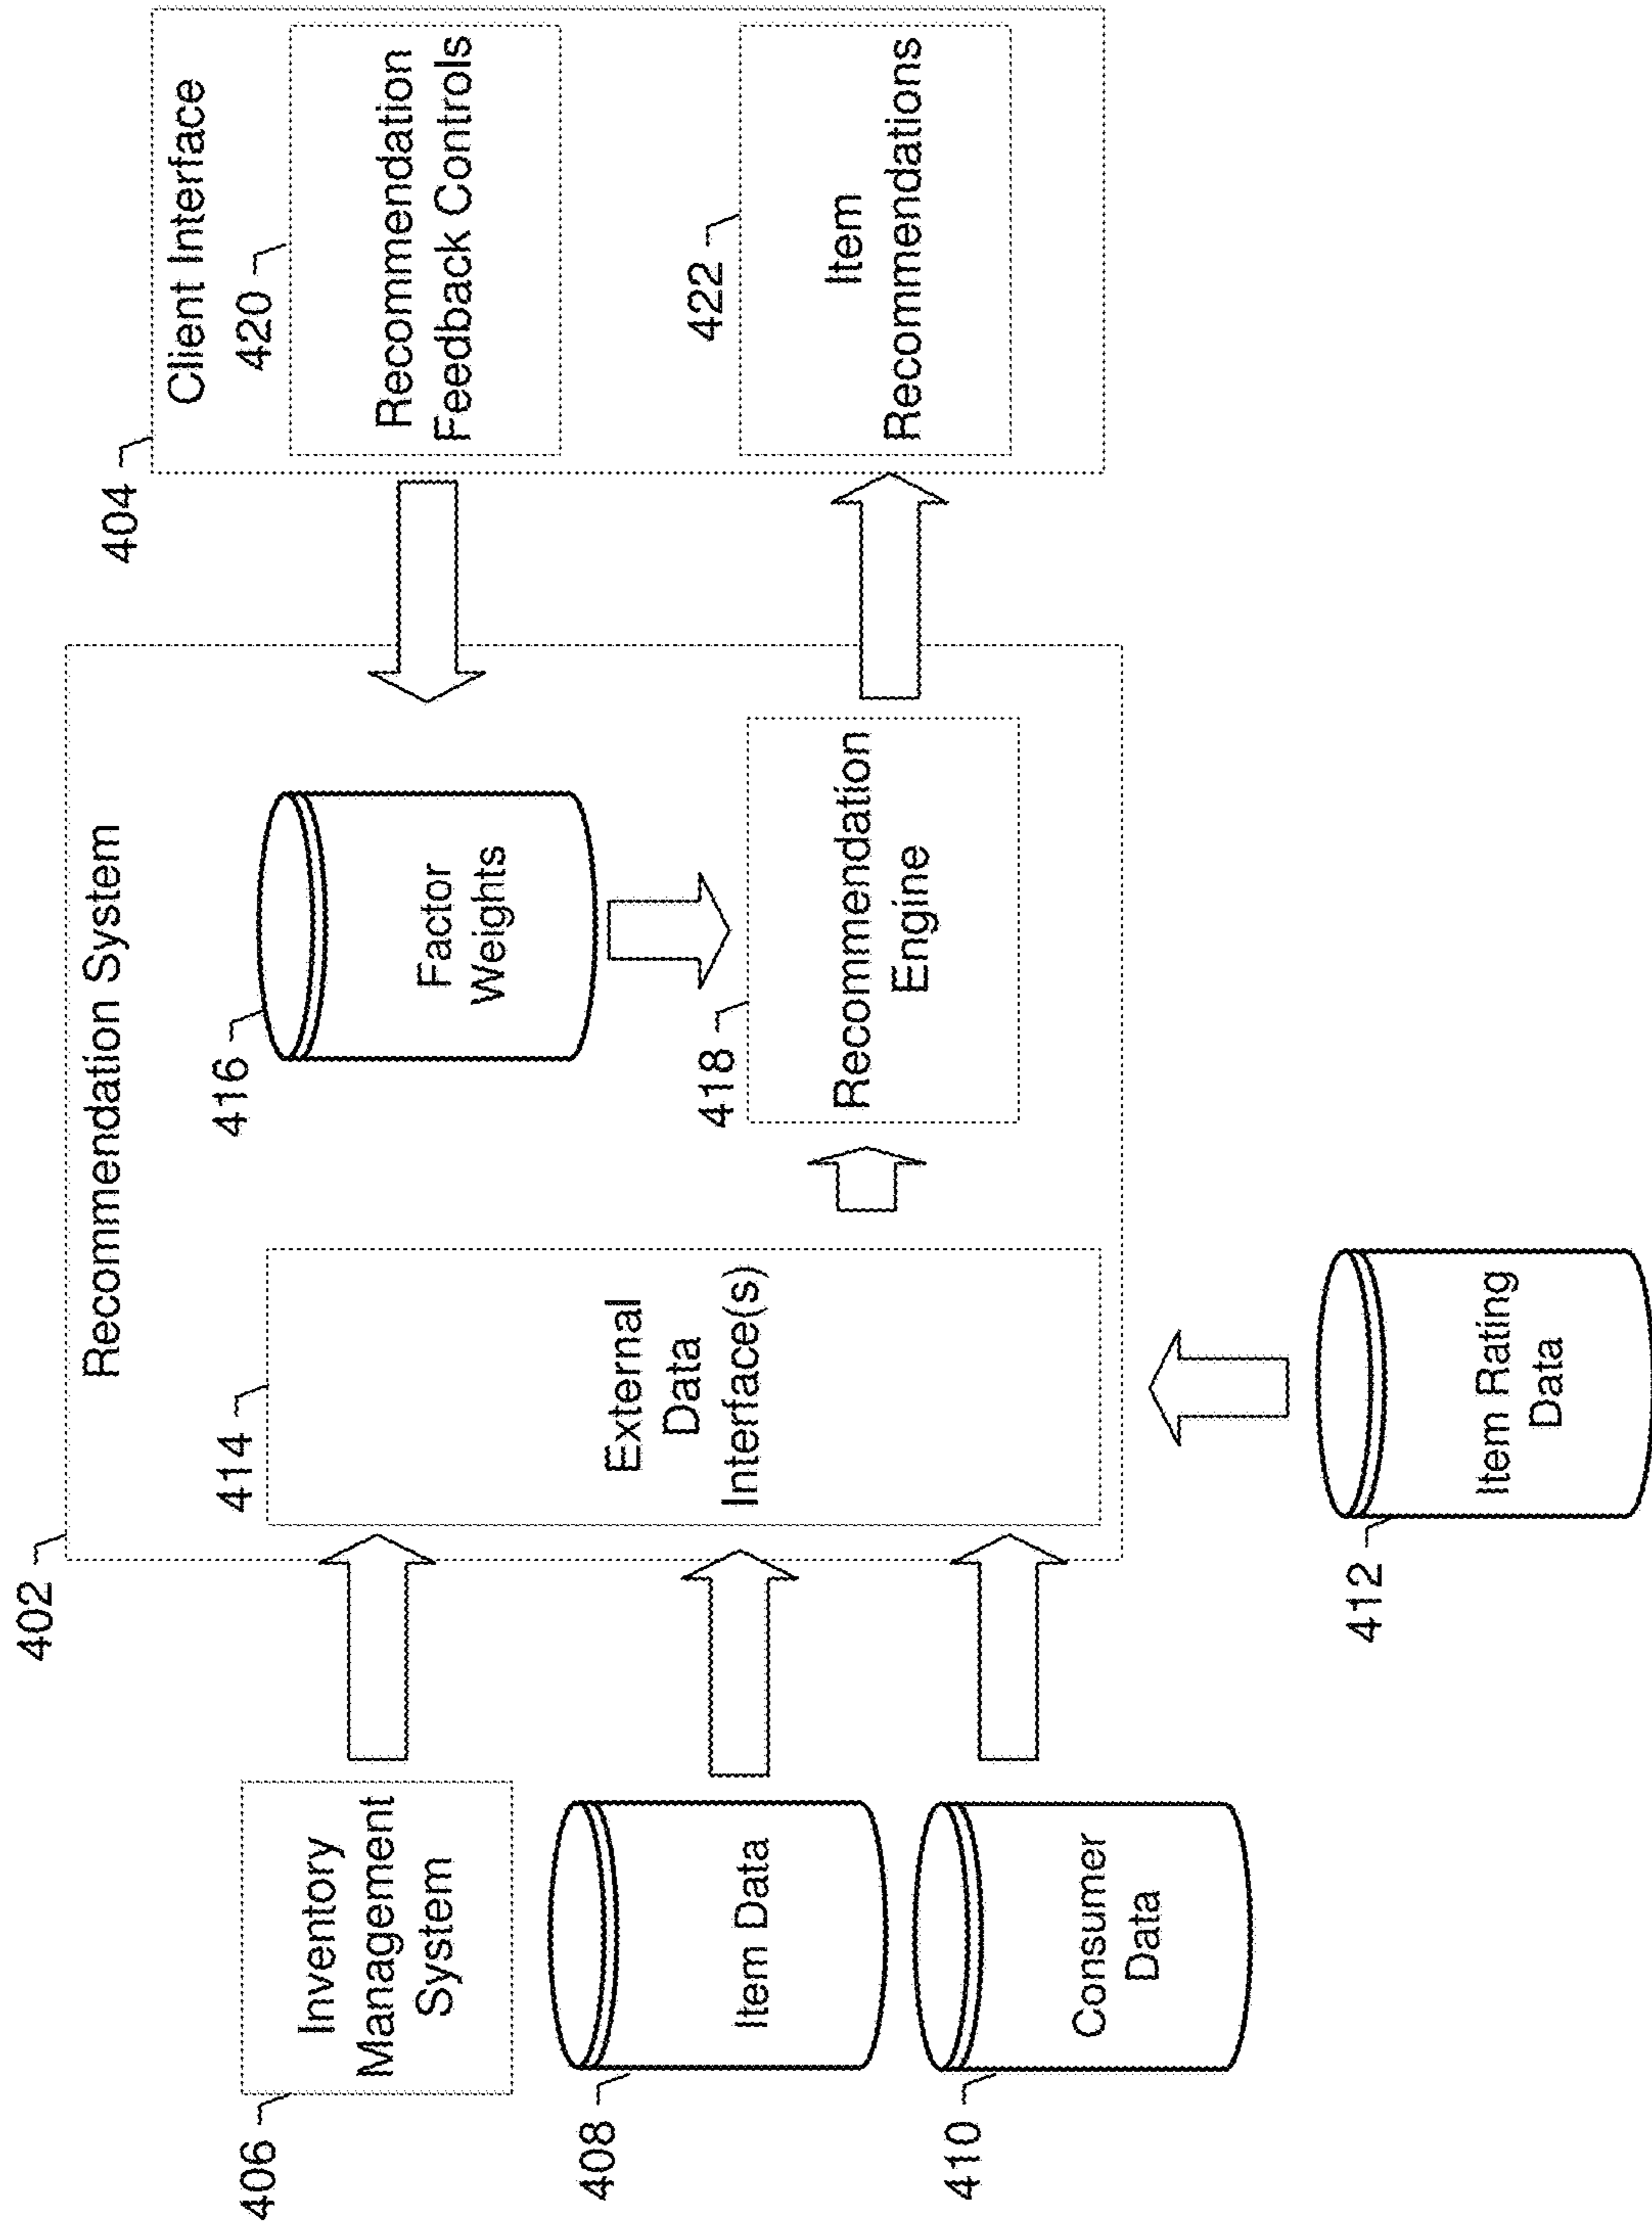 402
Recommendation System
404
Client Interface
406
Inventory
Management
System
414
External
Data
Interface(s)
416
Factor
Weights
420
Recommendation
Feedback Controls
408
Item Data
418
Recommendation
Engine
422
Item
Recommendations
410
Consumer
Data
412
Item Rating
Data